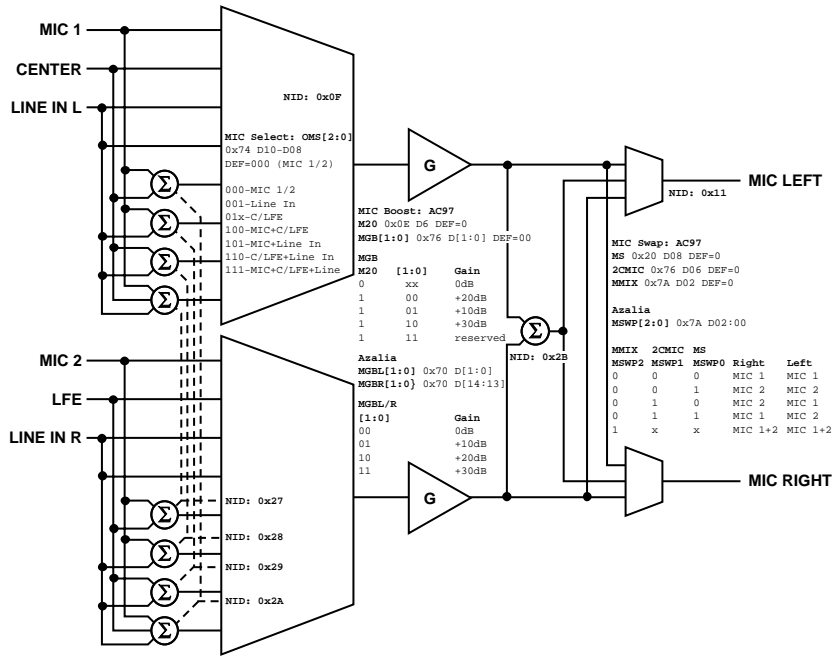 MIC 1
CENTER
LINE IN L
NID: 0x0F
MIC Select: OMS[2:0]
0x74 D10-D08
DEF=000 (MIC 1/2)
000-MIC 1/2
001-Line In
01x-C/LFE
100-MIC+C/LFE
101-MIC+Line In
110-C/LFE+Line In
111-MIC+C/LFE+Line
Σ
Σ
Σ
Σ
G
MIC Boost: AC97
M20 0x0E D6 DEF=0
MGB[1:0] 0x76 D[1:0] DEF=00
MGB
M20 [1:0] Gain
0 xx 0dB
1 00 +20dB
1 01 +10dB
1 10 +30dB
1 11 reserved
Azalia
MGBL[1:0] 0x70 D[1:0]
MGBR[1:0} 0x70 D[14:13]
MGBL/R
[1:0] Gain
00 0dB
01 +10dB
10 +20dB
11 +30dB
G
Σ
NID: 0x2B
NID: 0x11
MIC LEFT
MIC Swap: AC97
MS 0x20 D08 DEF=0
2CMIC 0x76 D06 DEF=0
MMIX 0x7A D02 DEF=0
Azalia
MSWP[2:0] 0x7A D02:00
MMIX 2CMIC MS
MSWP2 MSWP1 MSWP0 Right Left
0 0 0 MIC 1 MIC 1
0 0 1 MIC 2 MIC 2
0 1 0 MIC 2 MIC 1
0 1 1 MIC 1 MIC 2
1 x x MIC 1+2 MIC 1+2
MIC RIGHT
MIC 2
LFE
LINE IN R
Σ
Σ
Σ
Σ
NID: 0x27
NID: 0x28
NID: 0x29
NID: 0x2A